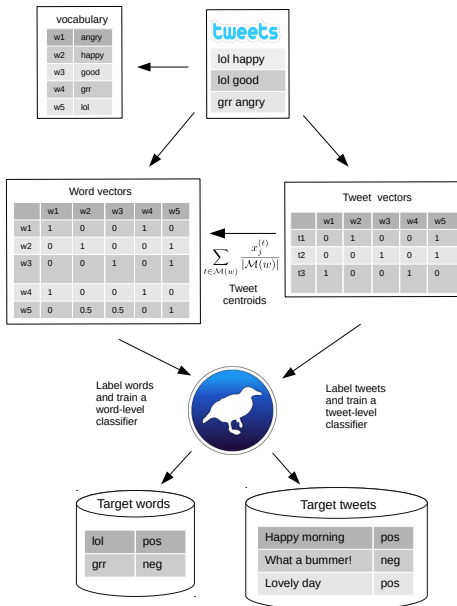 vocabulary
w1 angry
w2 happy
w3 good
w4 grr
w5 lol
tweets
lol happy
lol good
grr angry
Word vectors
w1 w2 w3 w4 w5
w1 1 0 0 1 0
w2 0 1 0 0 1
w3 0 0 1 0 1
w4 1 0 0 1 0
w5 0 0.5 0.5 0 1
∑_{t∈M(w)} x_j^{(t)} / |M(w)|
Tweet
centroids
Tweet vectors
w1 w2 w3 w4 w5
t1 0 1 0 0 1
t2 0 0 1 0 1
t3 1 0 0 1 0
Label words
and train a
word-level
classifier
Label tweets
and train a
tweet-level
classifier
Target words
lol pos
grr neg
Target tweets
Happy morning pos
What a bummer! neg
Lovely day pos